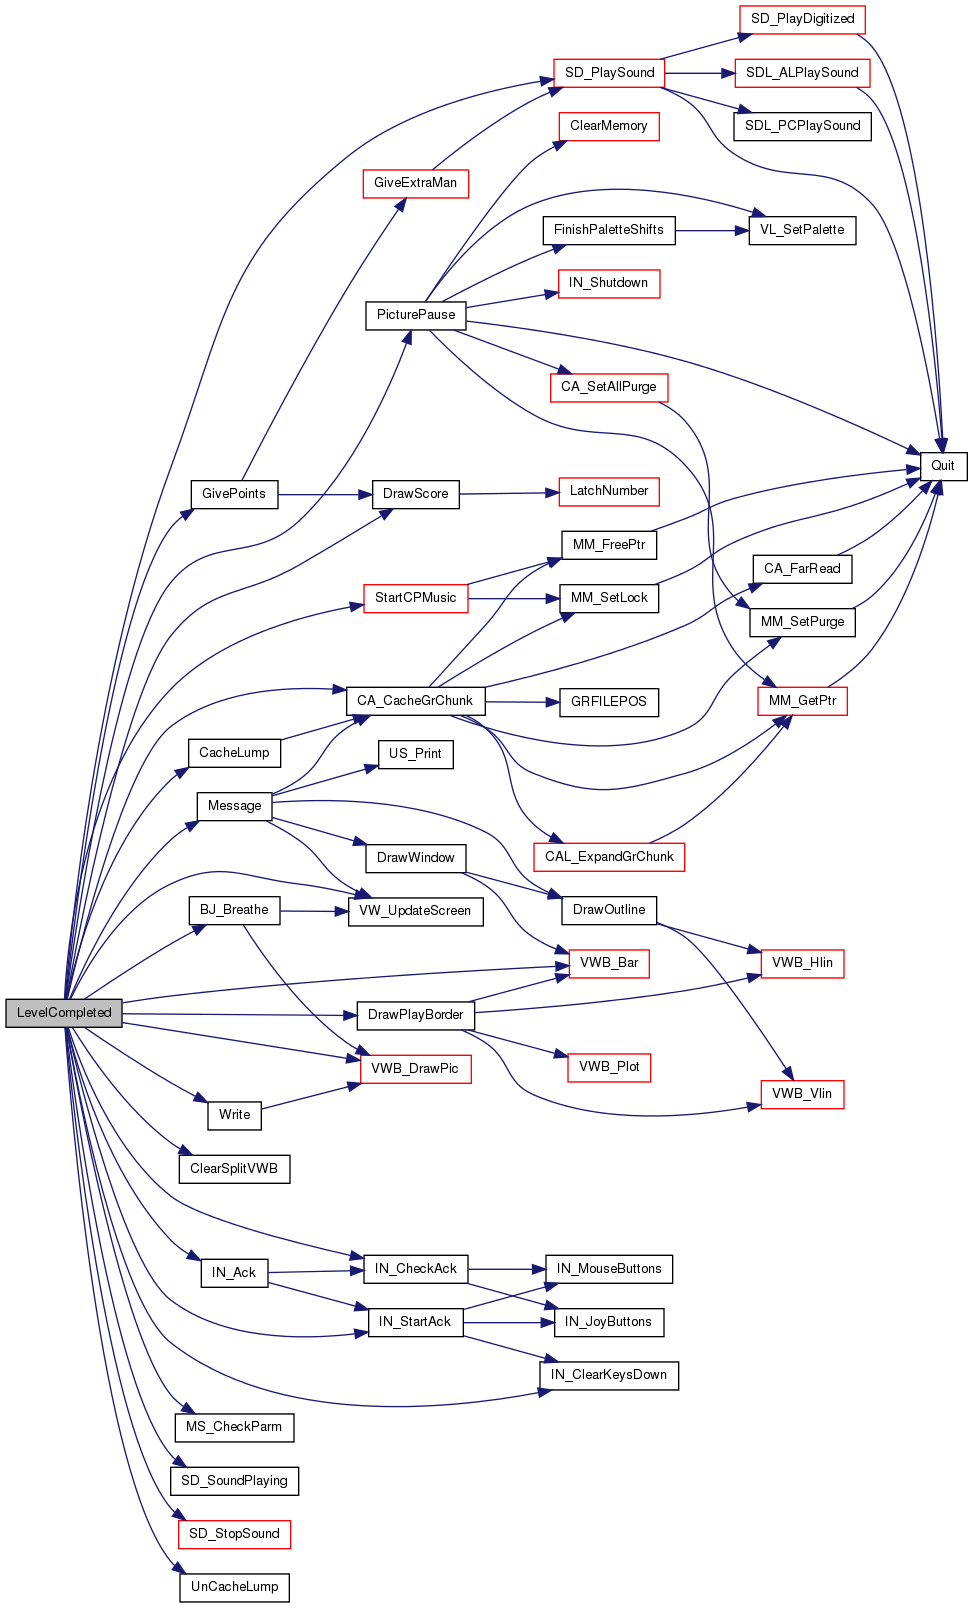 SD_PlayDigitized
SD_PlaySound
SDL_ALPlaySound
SDL_PCPlaySound
ClearMemory
GiveExtraMan
FinishPaletteShifts
VL_SetPalette
IN_Shutdown
PicturePause
CA_SetAllPurge
Quit
GivePoints
DrawScore
LatchNumber
MM_FreePtr
CA_FarRead
StartCPMusic
MM_SetLock
MM_SetPurge
CA_CacheGrChunk
GRFILEPOS
MM_GetPtr
CacheLump
US_Print
Message
DrawWindow
CAL_ExpandGrChunk
BJ_Breathe
VW_UpdateScreen
DrawOutline
VWB_Bar
VWB_Hlin
LevelCompleted
DrawPlayBorder
VWB_DrawPic
VWB_Plot
VWB_Vlin
Write
ClearSplitVWB
IN_Ack
IN_CheckAck
IN_MouseButtons
IN_StartAck
IN_JoyButtons
IN_ClearKeysDown
MS_CheckParm
SD_SoundPlaying
SD_StopSound
UnCacheLump